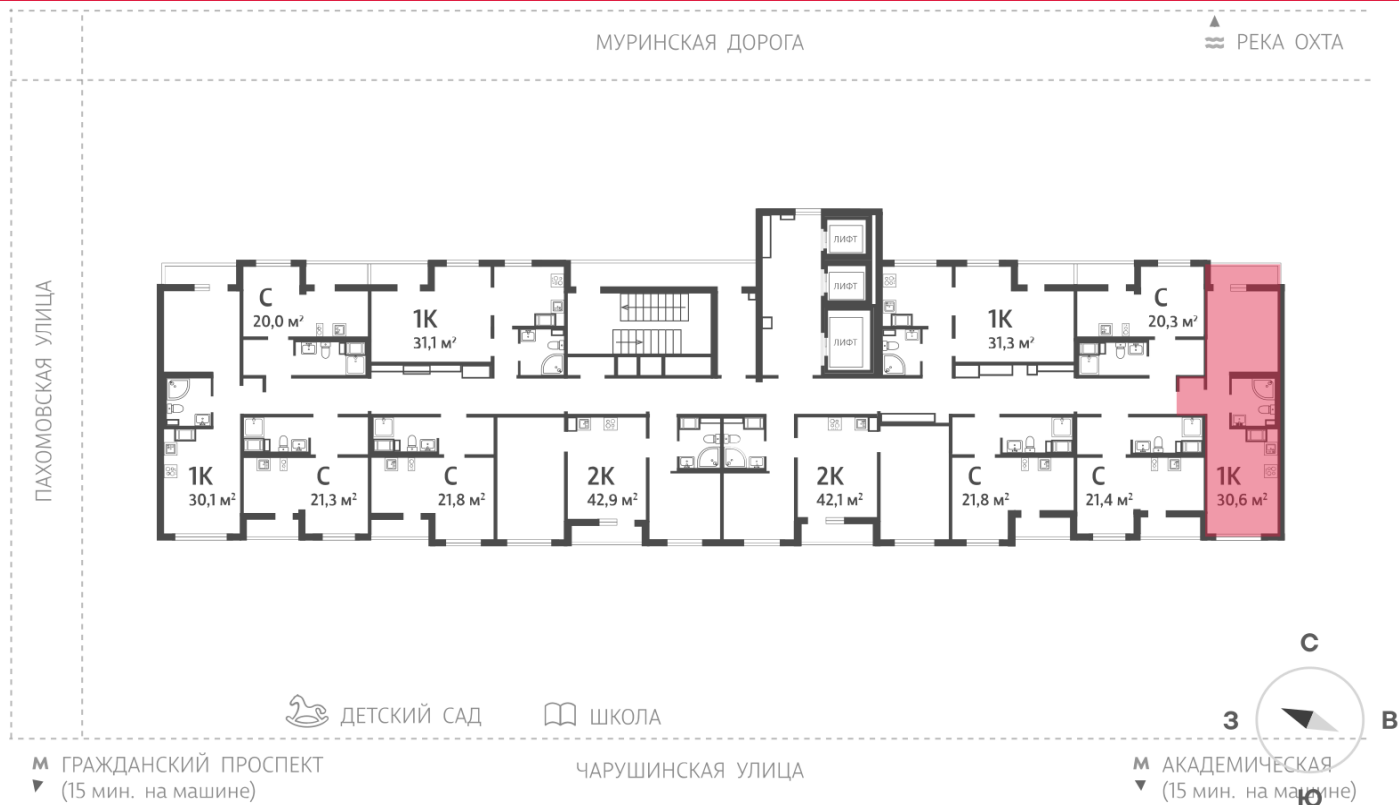 МУРИНСКАЯ ДОРОГА
РЕКА ОХТА
ПАХОМОВСКАЯ УЛИЦА
ЛИФТ
ЛИФТ
ЛИФТ
С
20,0 м²
1К
31,1 м²
1К
31,3 м²
С
20,3 м²
1К
30,1 м²
С
21,3 м²
С
21,8 м²
2К
42,9 м²
2К
42,1 м²
С
21,8 м²
С
21,4 м²
1К
30,6 м²
ДЕТСКИЙ САД
ШКОЛА
С
З
В
Ю
М ГРАЖДАНСКИЙ ПРОСПЕКТ
(15 мин. на машине)
ЧАРУШИНСКАЯ УЛИЦА
М АКАДЕМИЧЕСКАЯ
(15 мин. на машине)